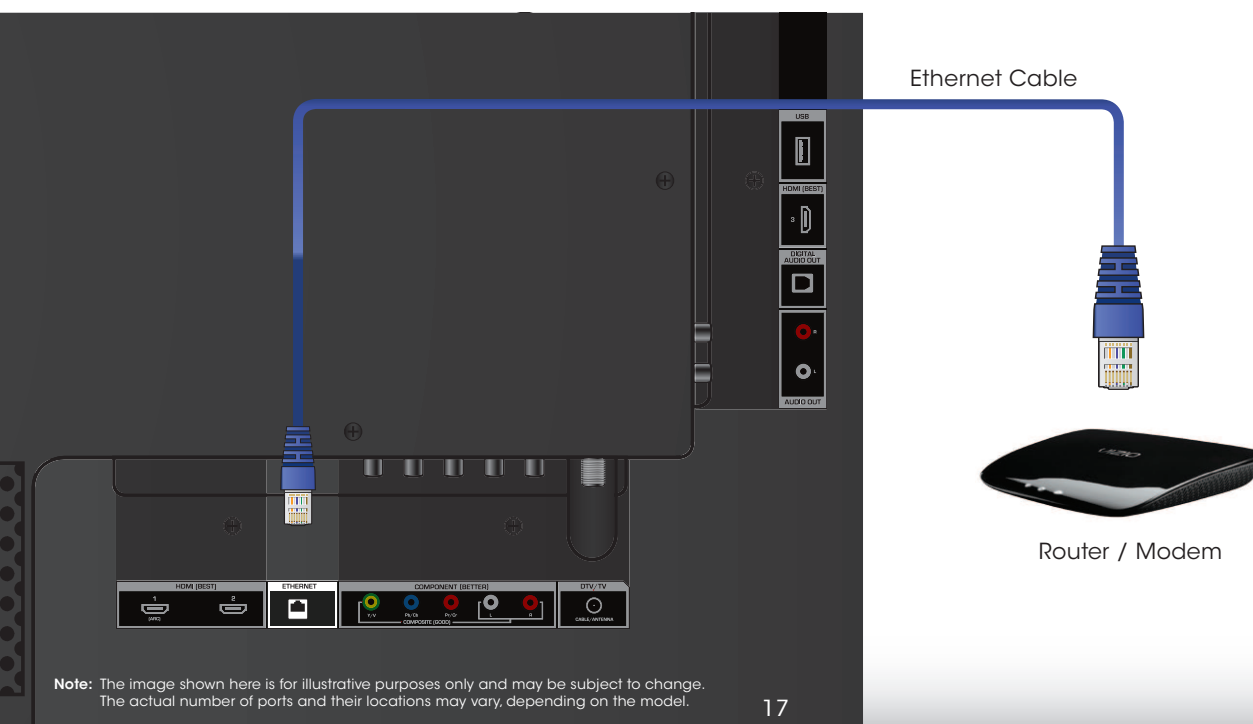 Ethernet Cable
USB
HDMI (BEST)
3
DIGITAL
AUDIO OUT
R
L
AUDIO OUT
VIZIO
Router / Modem
HDMI (BEST)
1
2
(ARC)
ETHERNET
COMPONENT (BETTER)
Y/V
Pb/Cb
Pr/Cr
L
R
COMPOSITE (GOOD)
DTV/TV
CABLE/ANTENNA
Note: The image shown here is for illustrative purposes only and may be subject to change.
The actual number of ports and their locations may vary, depending on the model.
17